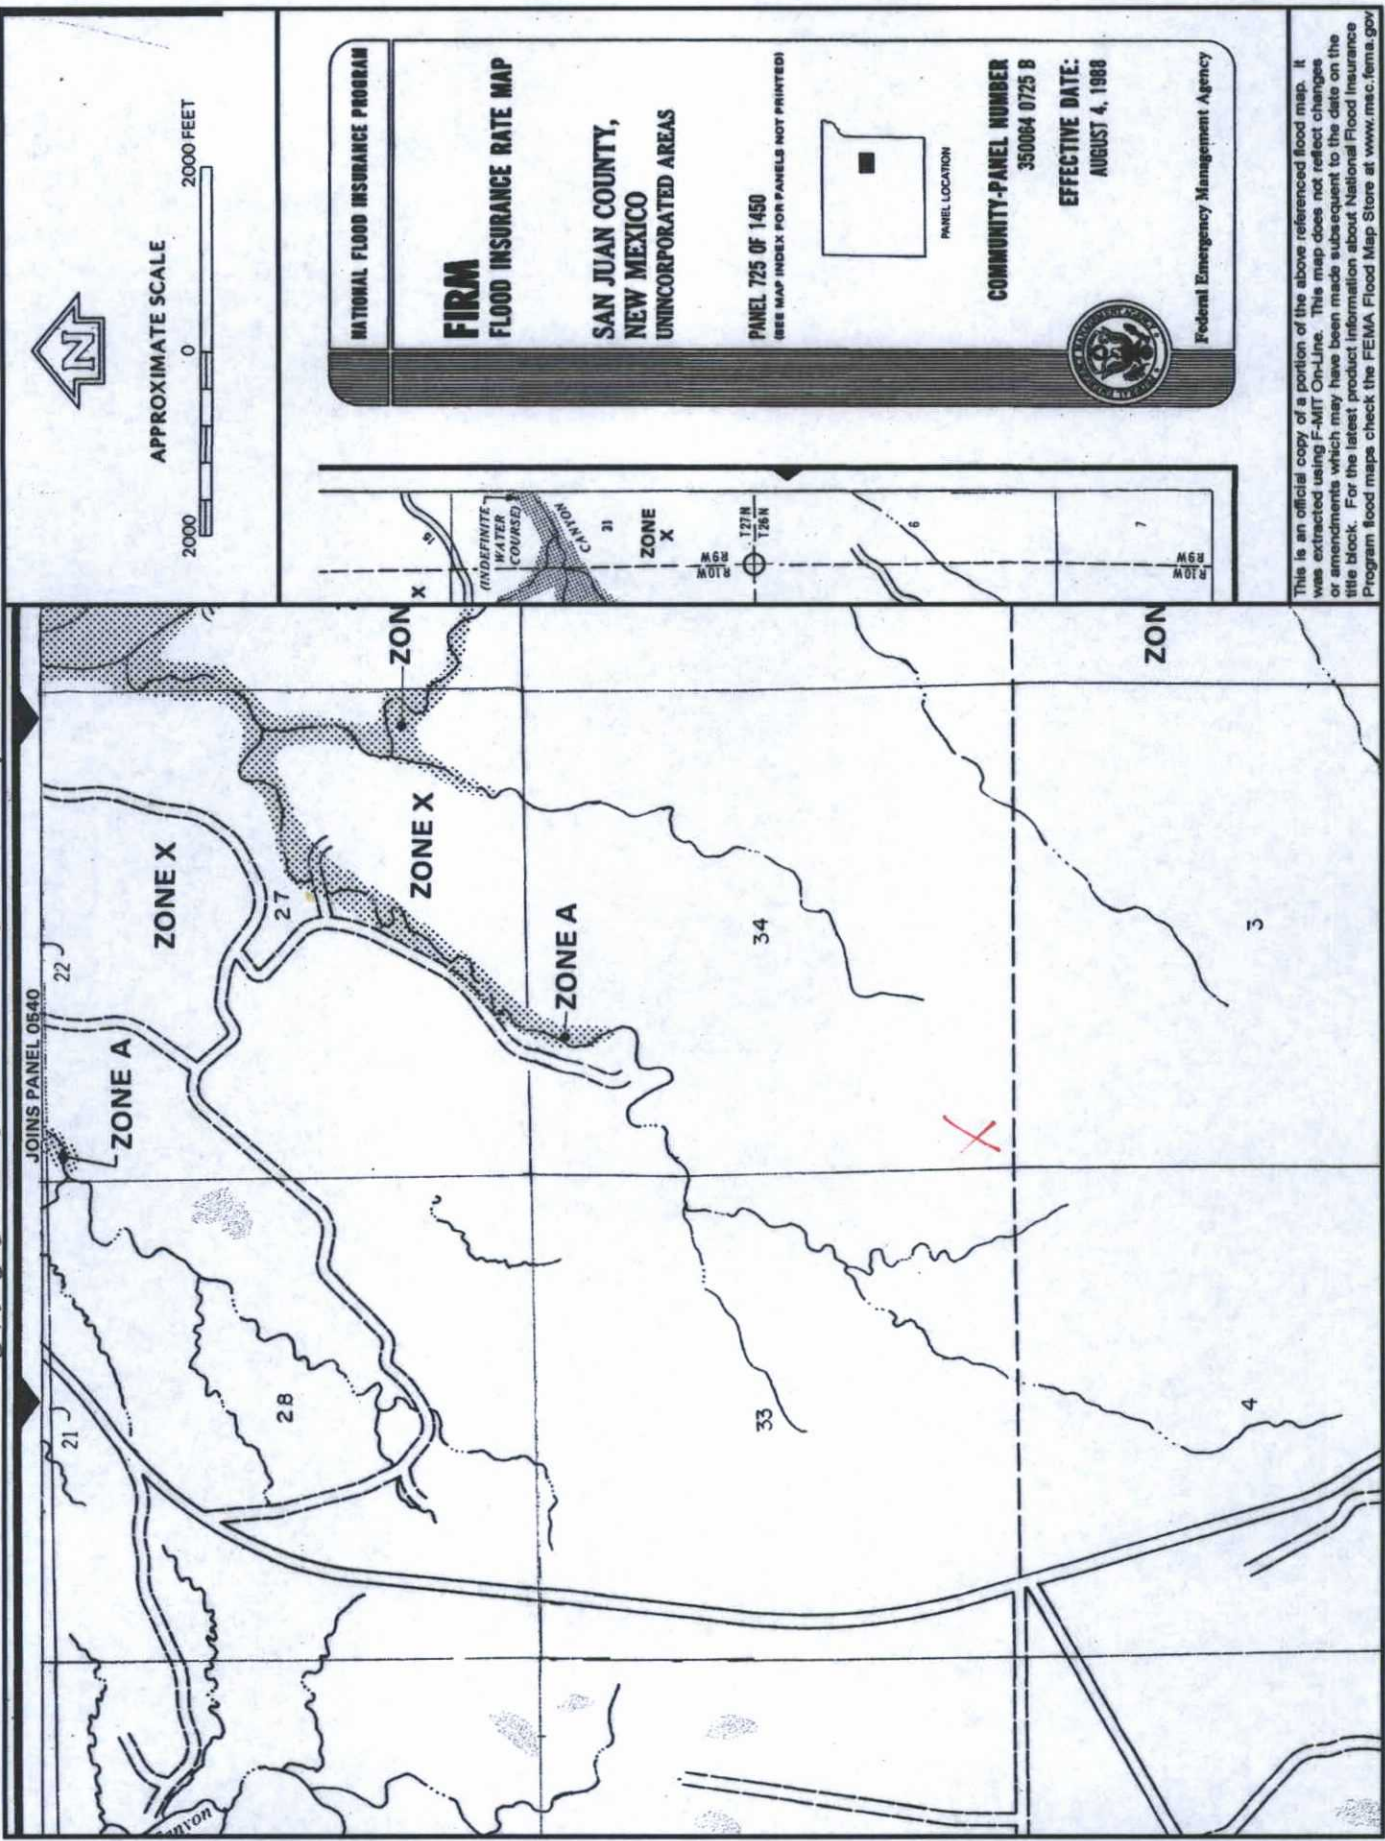 JOINS PANEL 0540
21
22
ZONE A
ZONE X
28
27
ZONE X
ZONE A
33
34
4
3
ZON
X
ZON
anyon
APPROXIMATE SCALE
2000
0
2000 FEET
N
15
(INDEFINITE
WATER
COURSE)
CANYON
31
ZONE
X
R10W
R9W
T27N
T26N
6
7
R10W
R9W
NATIONAL FLOOD INSURANCE PROGRAM
FIRM
FLOOD INSURANCE RATE MAP
SAN JUAN COUNTY,
NEW MEXICO
UNINCORPORATED AREAS
PANEL 725 OF 1450
(SEE MAP INDEX FOR PANELS NOT PRINTED)
PANEL LOCATION
COMMUNITY-PANEL NUMBER
350064 0725 B
EFFECTIVE DATE:
AUGUST 4, 1988
Federal Emergency Management Agency
This is an official copy of a portion of the above referenced flood map. It
was extracted using F-MIT On-Line. This map does not reflect changes
or amendments which may have been made subsequent to the date on the
title block. For the latest product information about National Flood Insurance
Program flood maps check the FEMA Flood Map Store at www.msc.fema.gov